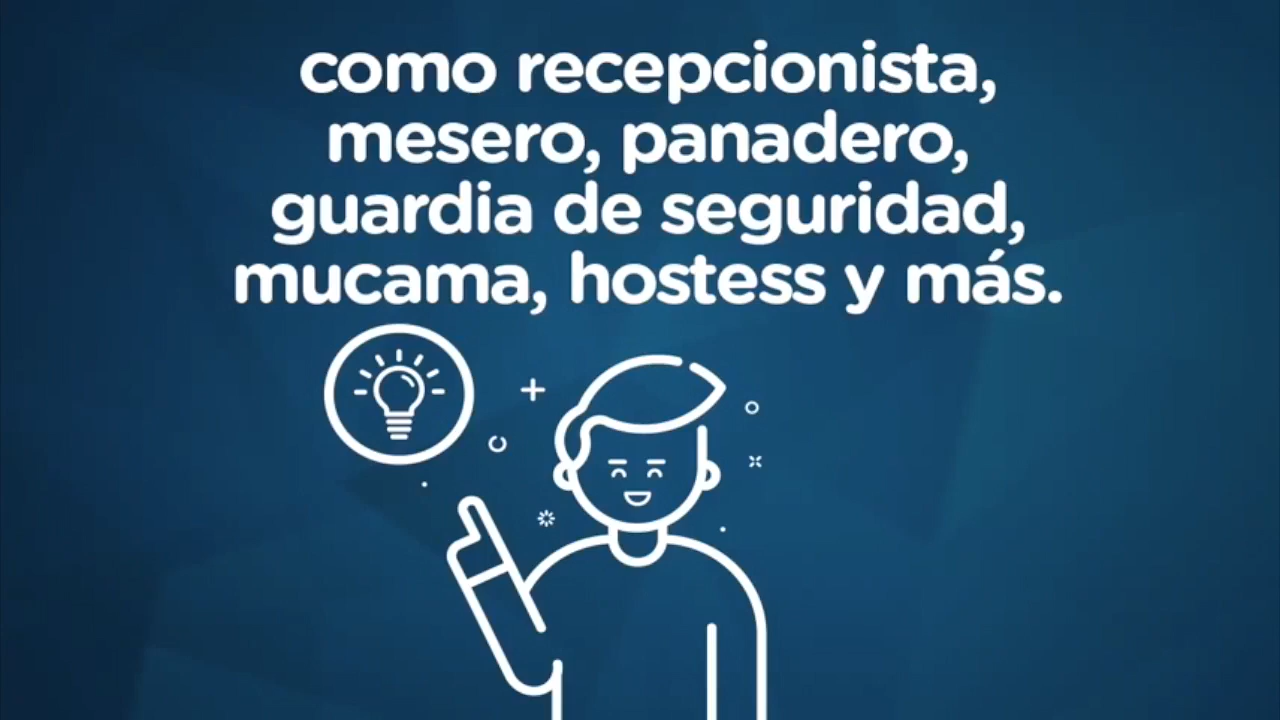 como recepcionista,
mesero, panadero,
guardia de seguridad,
mucama, hostess y más.